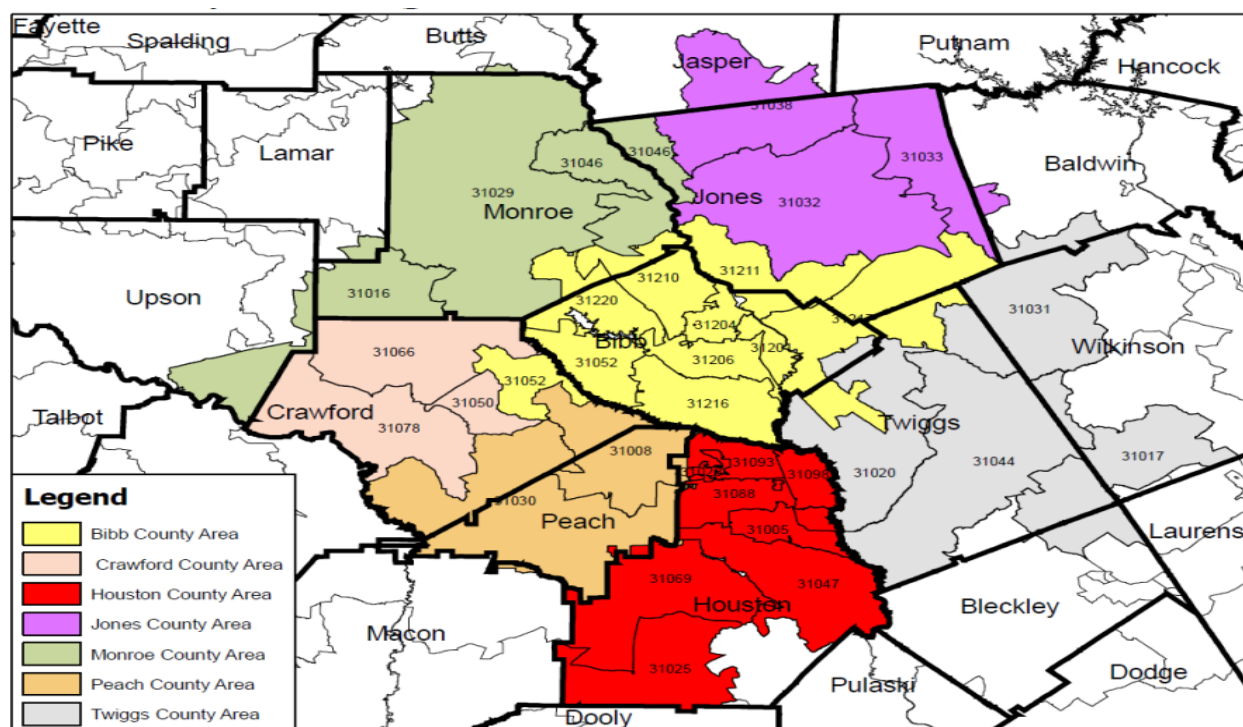 Fayette
Spalding
Butts
Putnam
Hancock
Jasper
31038
Pike
Lamar
31046
31046
31033
Baldwin
31029
Monroe
Jones
31032
31210
31211
Upson
31016
31220
31204
31031
Bibb
31066
31052
31206
Wilkinson
31052
31050
Talbot
Crawford
31216
Twiggs
31078
31008
31093
31098
31020
31044
31017
31030
31088
Peach
31005
Laurens
31069
31047
Houston
Bleckley
Macon
31025
Pulaski
Dodge
Dooly
Legend
Bibb County Area
Crawford County Area
Houston County Area
Jones County Area
Monroe County Area
Peach County Area
Twiggs County Area